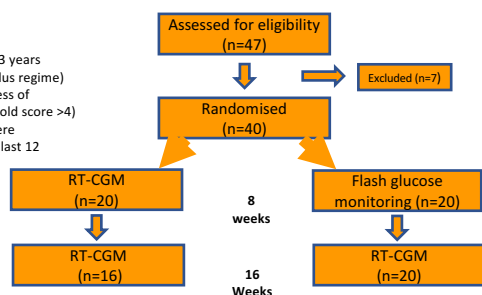 Assessed for eligibility
(n=47)
3 years
lus regime)
ess of
old score >4)
ere
last 12
Excluded (n=7)
Randomised
(n=40)
RT-CGM
(n=20)
8
weeks
Flash glucose
monitoring (n=20)
RT-CGM
(n=16)
16
Weeks
RT-CGM
(n=20)